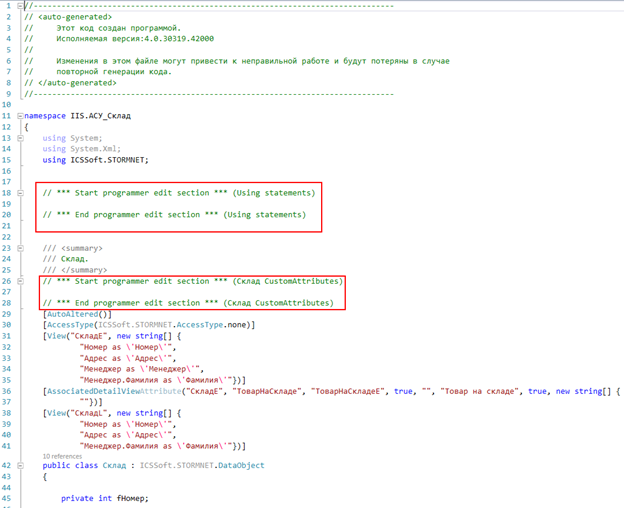 1 //------------------------------------------------------------------------------
2 // <auto-generated>
3 //     Этот код создан программой.
4 //     Исполняемая версия:4.0.30319.42000
5 //
6 //     Изменения в этом файле могут привести к неправильной работе и будут потеряны в случае
7 //     повторной генерации кода.
8 // </auto-generated>
9 //------------------------------------------------------------------------------
10
11 namespace IIS.АСУ_Склад
12 {
13     using System;
14     using System.Xml;
15     using ICSSoft.STORMNET;
16
17
18     // *** Start programmer edit section *** (Using statements)
19
20     // *** End programmer edit section *** (Using statements)
21
22
23     /// <summary>
24     /// Склад.
25     /// </summary>
26     // *** Start programmer edit section *** (Склад CustomAttributes)
27
28     // *** End programmer edit section *** (Склад CustomAttributes)
29     [AutoAltered()]
30     [AccessType(ICSSoft.STORMNET.AccessType.none)]
31     [View("СкладE", new string[] {
32             "Номер as \'Номер\'",
33             "Адрес as \'Адрес\'",
34             "Менеджер as \'Менеджер\'",
35             "Менеджер.Фамилия as \'Фамилия\'"})]
36     [AssociatedDetailViewAttribute("СкладE", "ТоварНаСкладе", "ТоварНаСкладеE", true, "", "Товар на складе", true, new string[] {
37             ""})]
38     [View("СкладL", new string[] {
39             "Номер as \'Номер\'",
40             "Адрес as \'Адрес\'",
41             "Менеджер.Фамилия as \'Фамилия\'"})]
10 references
42     public class Склад : ICSSoft.STORMNET.DataObject
43     {
44
45         private int fНомер;